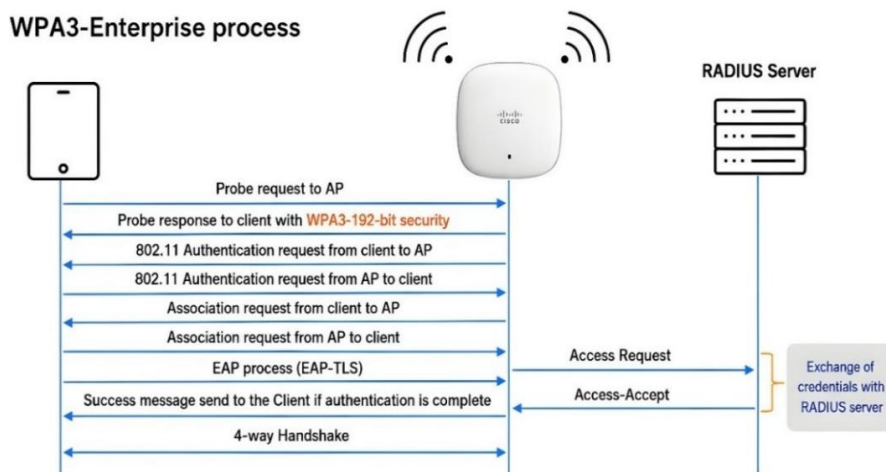 WPA3-Enterprise process
RADIUS Server
CISCO
Probe request to AP
Probe response to client with WPA3-192-bit security
802.11 Authentication request from client to AP
802.11 Authentication request from AP to client
Association request from client to AP
Association request from AP to client
EAP process (EAP-TLS)
Access Request
Success message send to the Client if authentication is complete
Access-Accept
4-way Handshake
Exchange of
credentials with
RADIUS server